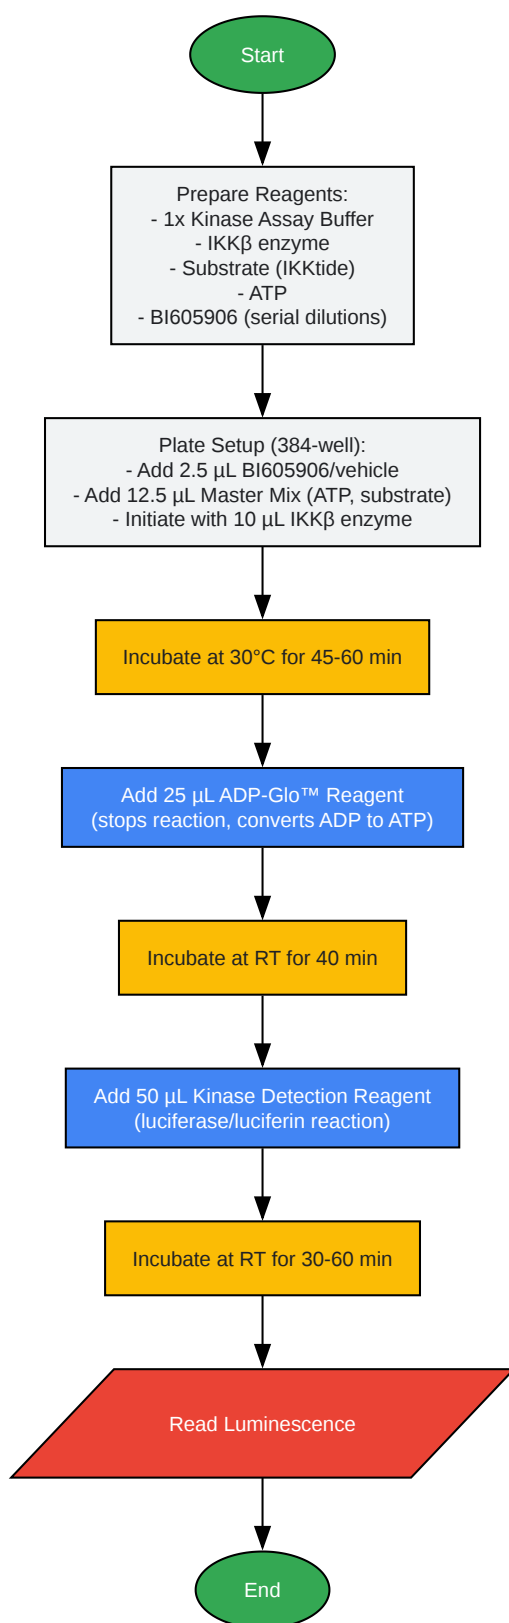 Start
Prepare Reagents:
- 1x Kinase Assay Buffer
- IKKβ enzyme
- Substrate (IKKtide)
- ATP
- BI605906 (serial dilutions)
Plate Setup (384-well):
- Add 2.5 µL BI605906/vehicle
- Add 12.5 µL Master Mix (ATP, substrate)
- Initiate with 10 µL IKKβ enzyme
Incubate at 30°C for 45-60 min
Add 25 µL ADP-Glo™ Reagent
(stops reaction, converts ADP to ATP)
Incubate at RT for 40 min
Add 50 µL Kinase Detection Reagent
(luciferase/luciferin reaction)
Incubate at RT for 30-60 min
Read Luminescence
End